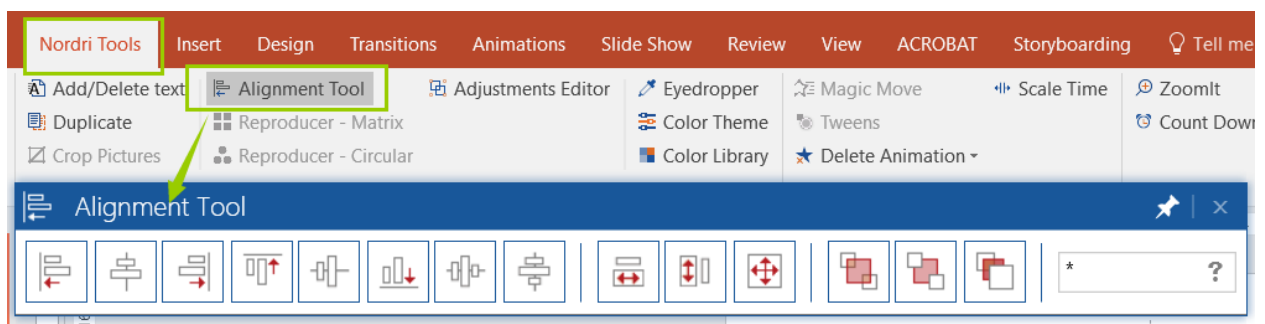 Nordri Tools Insert Design Transitions Animations Slide Show Review View ACROBAT Storyboarding Tell me
Add/Delete text Alignment Tool Adjustments Editor Eyedropper Magic Move Scale Time ZoomIt
Duplicate Reproducer - Matrix Color Theme Tweens Count Down
Crop Pictures Reproducer - Circular Color Library Delete Animation
Alignment Tool
* ?